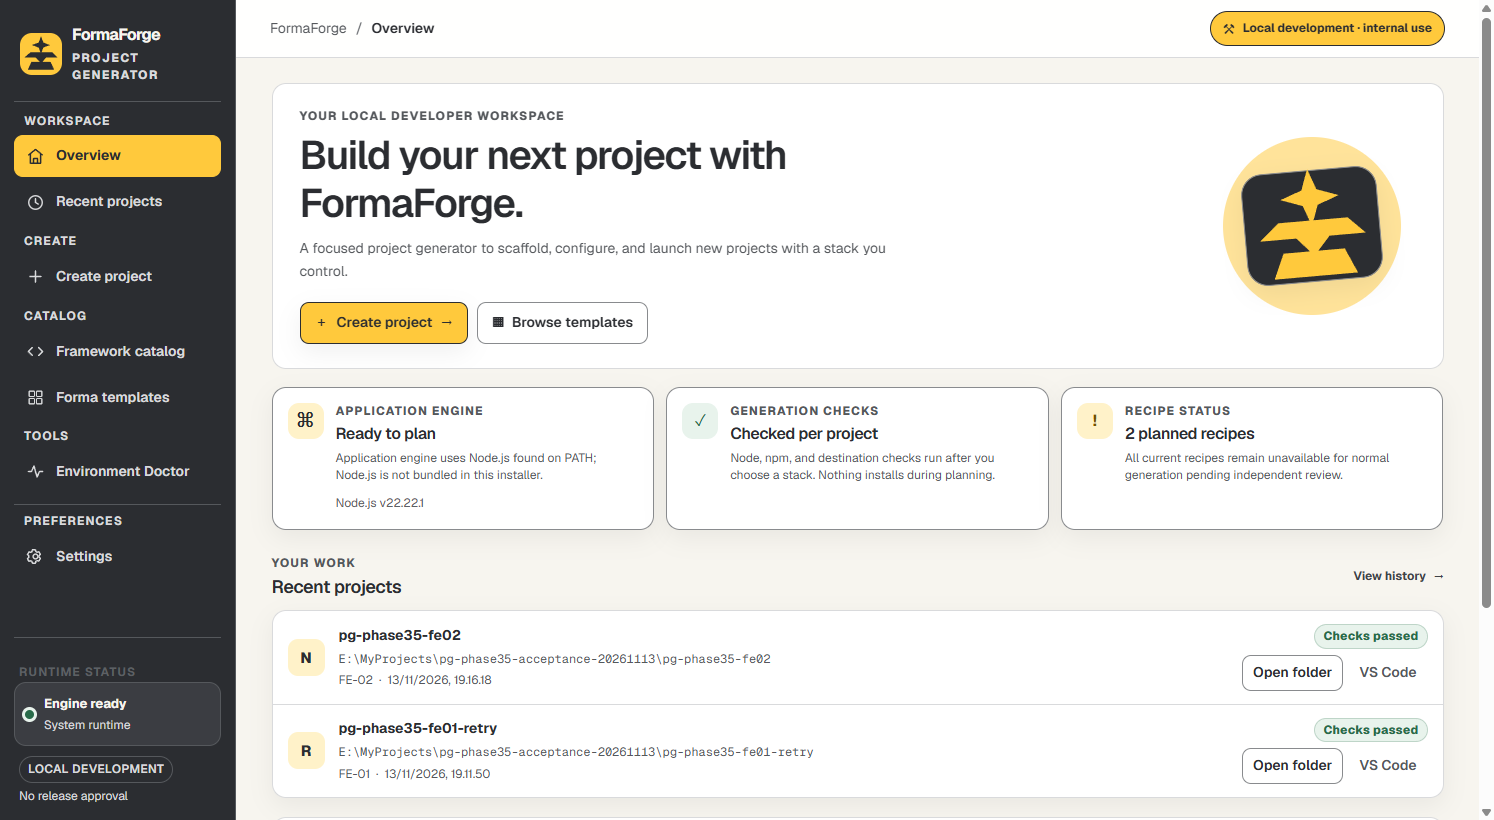 FormaForge
PROJECT
GENERATOR
WORKSPACE
Overview
Recent projects
CREATE
Create project
CATALOG
Framework catalog
Forma templates
TOOLS
Environment Doctor
PREFERENCES
Settings
RUNTIME STATUS
Engine ready
System runtime
LOCAL DEVELOPMENT
No release approval
FormaForge / Overview
Local development · internal use
YOUR LOCAL DEVELOPER WORKSPACE
Build your next project with
FormaForge.
A focused project generator to scaffold, configure, and launch new projects with a stack you
control.
+ Create project →
Browse templates
APPLICATION ENGINE
Ready to plan
Application engine uses Node.js found on PATH;
Node.js is not bundled in this installer.
Node.js v22.22.1
GENERATION CHECKS
Checked per project
Node, npm, and destination checks run after you
choose a stack. Nothing installs during planning.
!
RECIPE STATUS
2 planned recipes
All current recipes remain unavailable for normal
generation pending independent review.
YOUR WORK
Recent projects
View history →
N
pg-phase35-fe02
E:\MyProjects\pg-phase35-acceptance-20261113\pg-phase35-fe02
FE-02 · 13/11/2026, 19.16.18
Checks passed
Open folder
VS Code
R
pg-phase35-fe01-retry
E:\MyProjects\pg-phase35-acceptance-20261113\pg-phase35-fe01-retry
FE-01 · 13/11/2026, 19.11.50
Checks passed
Open folder
VS Code